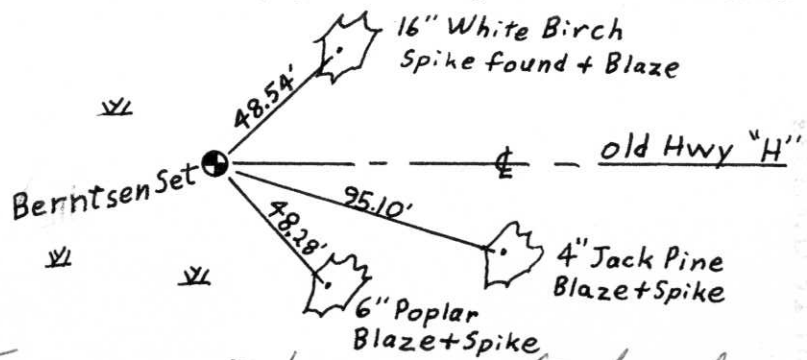 16" White Birch
Spike found + Blaze
48.54'
℄ old Hwy "H"
Berntsen Set
95.10'
48.28'
4" Jack Pine
Blaze+Spike
6" Poplar
Blaze+Spike